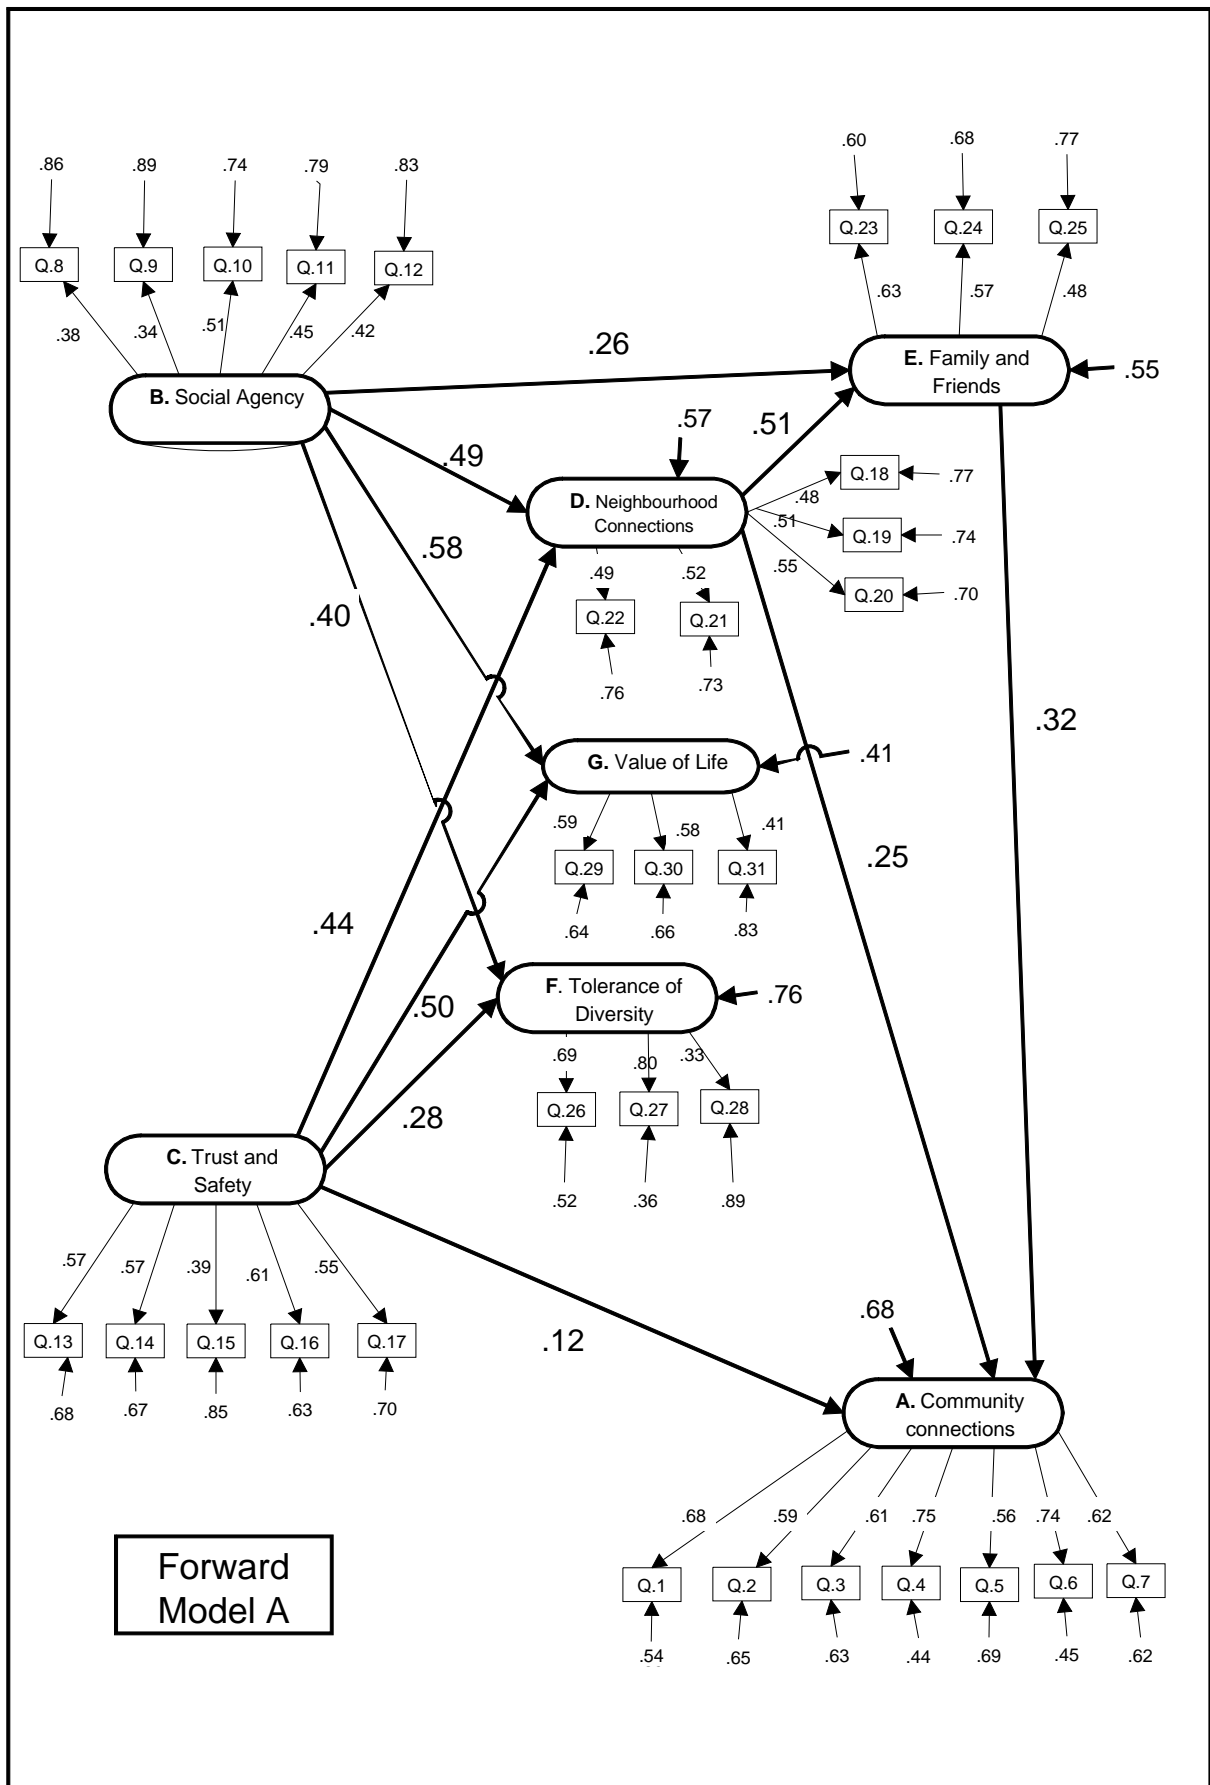 .86 .89 .74 .79 .83
.60 .68 .77
Q.23 Q.24 Q.25
Q.8 Q.9 Q.10 Q.11 Q.12
.63 .57 .48
.38 .34 .51 .45 .42
.26
E. Family and
Friends
.55
B. Social Agency
.57
.51
.49
Q.18 .77
.48
D. Neighbourhood
Connections
.51
Q.19 .74
.58
.55
.49 .52
Q.20 .70
.40
Q.22 Q.21
.76 .73
.32
G. Value of Life
.41
.59 .58 .41
.25
Q.29 Q.30 Q.31
.44
.64 .66 .83
F. Tolerance of
Diversity
.76
.50
.69 .80 .33
.28
Q.26 Q.27 Q.28
C. Trust and
Safety
.52 .36 .89
.57 .57 .39 .61 .55
.68
Q.13 Q.14 Q.15 Q.16 Q.17
.12
.68 .67 .85 .63 .70
A. Community
connections
.68 .59 .61 .75 .56 .74 .62
Forward
Model A
Q.1 Q.2 Q.3 Q.4 Q.5 Q.6 Q.7
.54 .65 .63 .44 .69 .45 .62